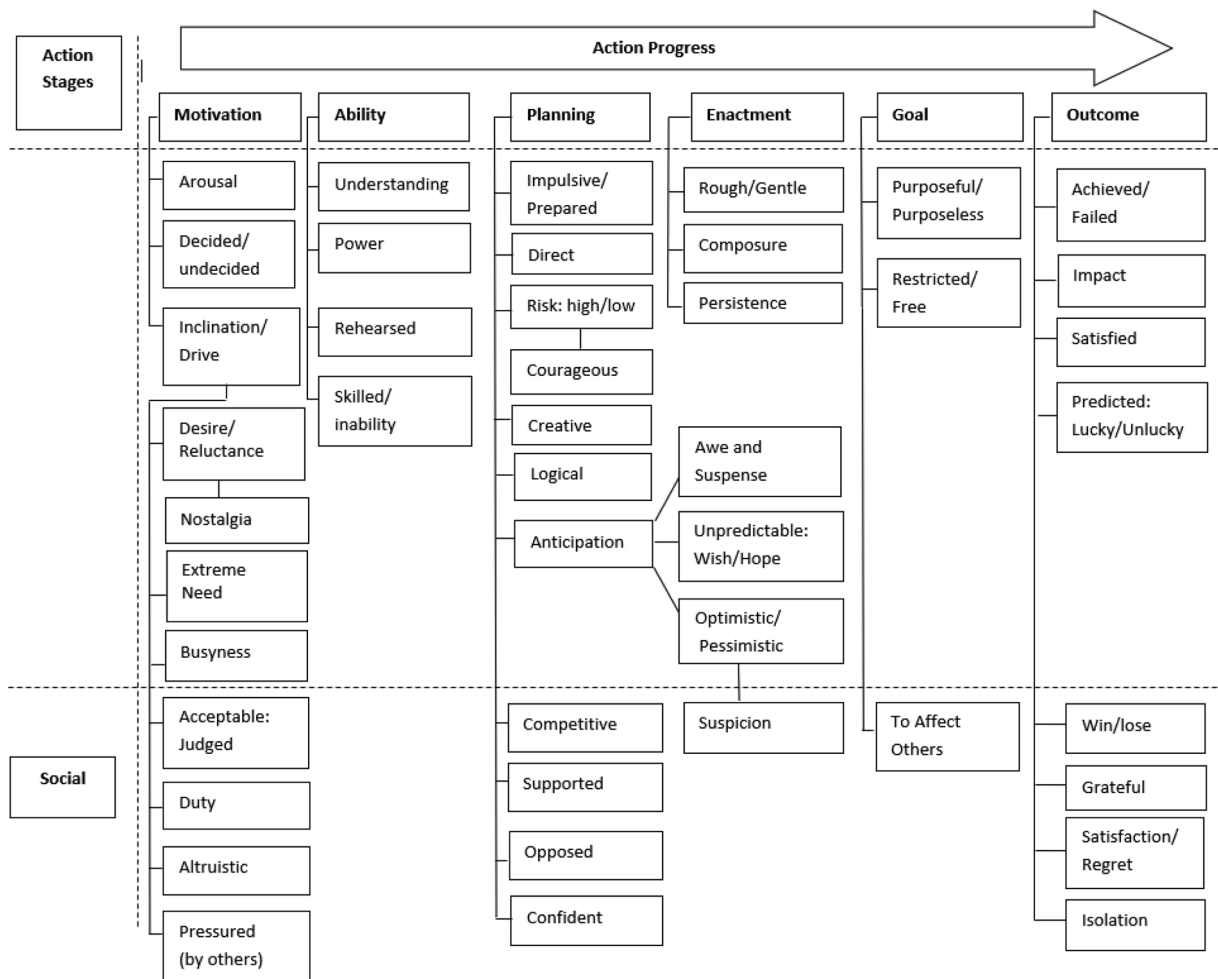 Action Progress
Action
Stages
Motivation
Ability
Planning
Enactment
Goal
Outcome
Arousal
Decided/
undecided
Inclination/
Drive
Desire/
Reluctance
Nostalgia
Extreme
Need
Busyness
Understanding
Power
Rehearsed
Skilled/
inability
Impulsive/
Prepared
Direct
Risk: high/low
Courageous
Creative
Logical
Anticipation
Rough/Gentle
Composure
Persistence
Awe and
Suspense
Unpredictable:
Wish/Hope
Optimistic/
Pessimistic
Purposeful/
Purposeless
Restricted/
Free
Achieved/
Failed
Impact
Satisfied
Predicted:
Lucky/Unlucky
Social
Acceptable:
Judged
Duty
Altruistic
Pressured
(by others)
Competitive
Supported
Opposed
Confident
Suspicion
To Affect
Others
Win/lose
Grateful
Satisfaction/
Regret
Isolation